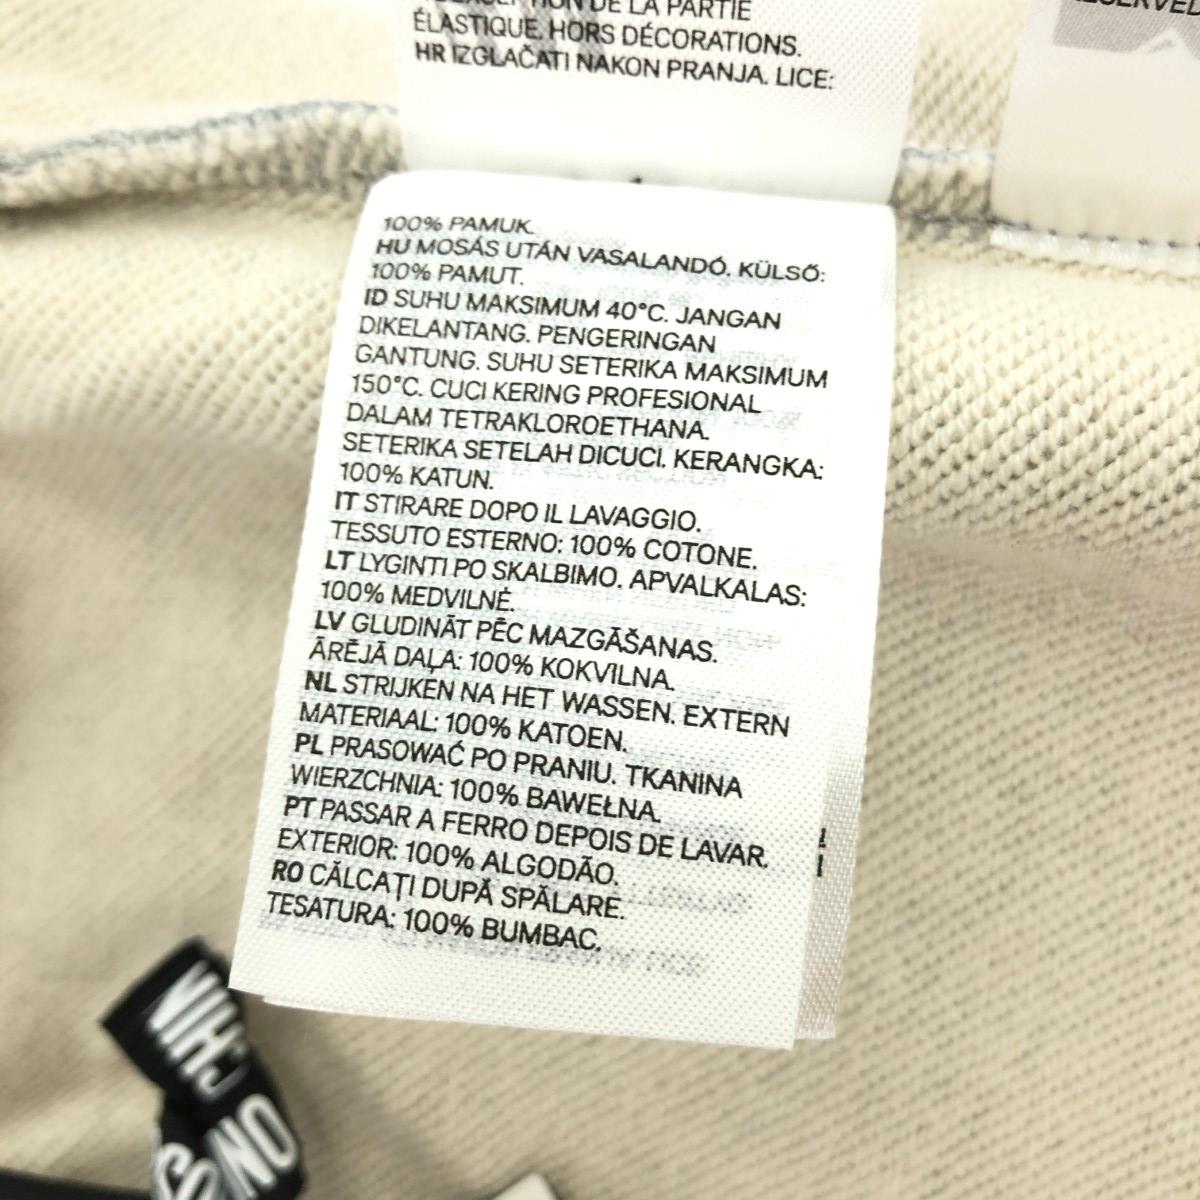 DE LA PARTIE
ÉLASTIQUE. HORS DÉCORATIONS.
HR IZGLAČATI NAKON PRANJA. LICE:
100% PAMUK.
HU MOSÁS UTÁN VASALANDÓ. KÜLSŐ:
100% PAMUT.
ID SUHU MAKSIMUM 40°C. JANGAN
DIKELANTANG. PENGERINGAN
GANTUNG. SUHU SETERIKA MAKSIMUM
150°C. CUCI KERING PROFESIONAL
DALAM TETRAKLOROETHANA.
SETERIKA SETELAH DICUCI. KERANGKA:
100% KATUN.
IT STIRARE DOPO IL LAVAGGIO.
TESSUTO ESTERNO: 100% COTONE.
LT LYGINTI PO SKALBIMO. APVALKALAS:
100% MEDVILNĖ.
LV GLUDINĀT PĒC MAZGĀŠANAS.
ĀRĒJĀ DAĻA: 100% KOKVILNA.
NL STRIJKEN NA HET WASSEN. EXTERN
MATERIAAL: 100% KATOEN.
PL PRASOWAĆ PO PRANIU. TKANINA
WIERZCHNIA: 100% BAWEŁNA.
PT PASSAR A FERRO DEPOIS DE LAVAR.
EXTERIOR: 100% ALGODÃO.
RO CĂLCAȚI DUPĂ SPĂLARE.
TESATURA: 100% BUMBAC.